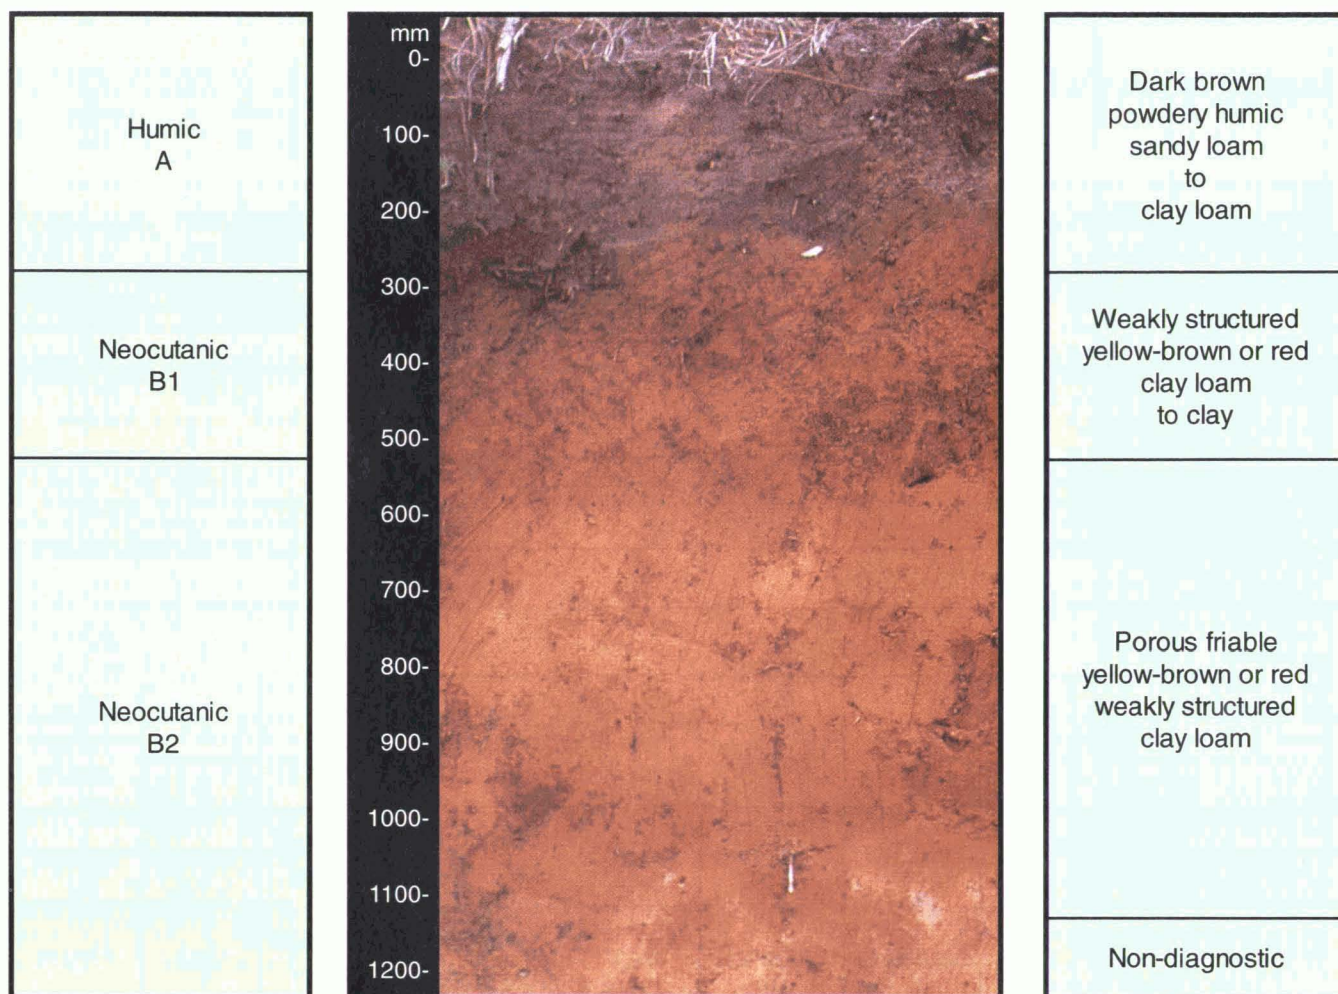 Humic
A
Neocutanic
B1
Neocutanic
B2
mm
0-
100-
200-
300-
400-
500-
600-
700-
800-
900-
1000-
1100-
1200-
Dark brown
powdery humic
sandy loam
to
clay loam
Weakly structured
yellow-brown or red
clay loam
to clay
Porous friable
yellow-brown or red
weakly structured
clay loam
Non-diagnostic